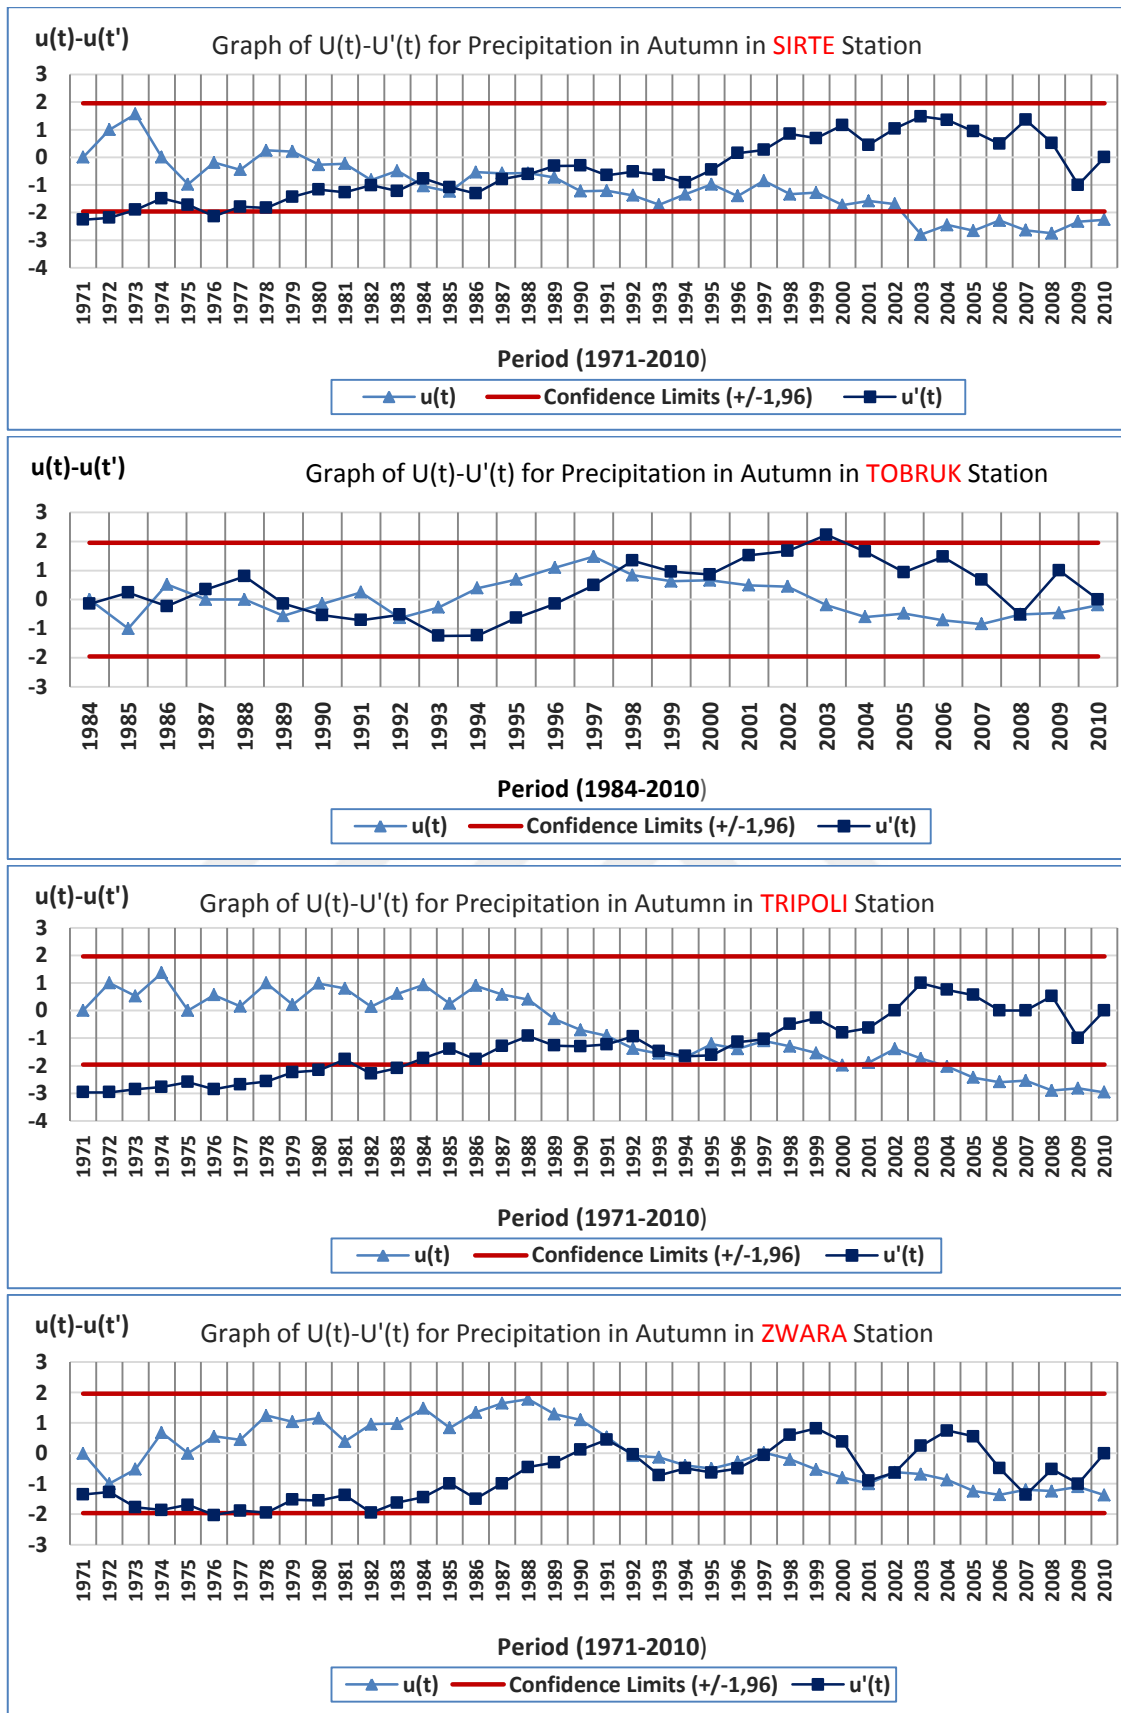 u(t)-u(t')
Graph of U(t)-U'(t) for Precipitation in Autumn in SIRTE Station
3
2
1
0
-1
-2
-3
-4
1971 1972 1973 1974 1975 1976 1977 1978 1979 1980 1981 1982 1983 1984 1985 1986 1987 1988 1989 1990 1991 1992 1993 1994 1995 1996 1997 1998 1999 2000 2001 2002 2003 2004 2005 2006 2007 2008 2009 2010
Period (1971-2010)
u(t) Confidence Limits (+/-1,96) u'(t)
u(t)-u(t')
Graph of U(t)-U'(t) for Precipitation in Autumn in TOBRUK Station
3
2
1
0
-1
-2
-3
1984 1985 1986 1987 1988 1989 1990 1991 1992 1993 1994 1995 1996 1997 1998 1999 2000 2001 2002 2003 2004 2005 2006 2007 2008 2009 2010
Period (1984-2010)
u(t) Confidence Limits (+/-1,96) u'(t)
u(t)-u(t')
Graph of U(t)-U'(t) for Precipitation in Autumn in TRIPOLI Station
3
2
1
0
-1
-2
-3
-4
1971 1972 1973 1974 1975 1976 1977 1978 1979 1980 1981 1982 1983 1984 1985 1986 1987 1988 1989 1990 1991 1992 1993 1994 1995 1996 1997 1998 1999 2000 2001 2002 2003 2004 2005 2006 2007 2008 2009 2010
Period (1971-2010)
u(t) Confidence Limits (+/-1,96) u'(t)
u(t)-u(t')
Graph of U(t)-U'(t) for Precipitation in Autumn in ZWARA Station
3
2
1
0
-1
-2
-3
1971 1972 1973 1974 1975 1976 1977 1978 1979 1980 1981 1982 1983 1984 1985 1986 1987 1988 1989 1990 1991 1992 1993 1994 1995 1996 1997 1998 1999 2000 2001 2002 2003 2004 2005 2006 2007 2008 2009 2010
Period (1971-2010)
u(t) Confidence Limits (+/-1,96) u'(t)